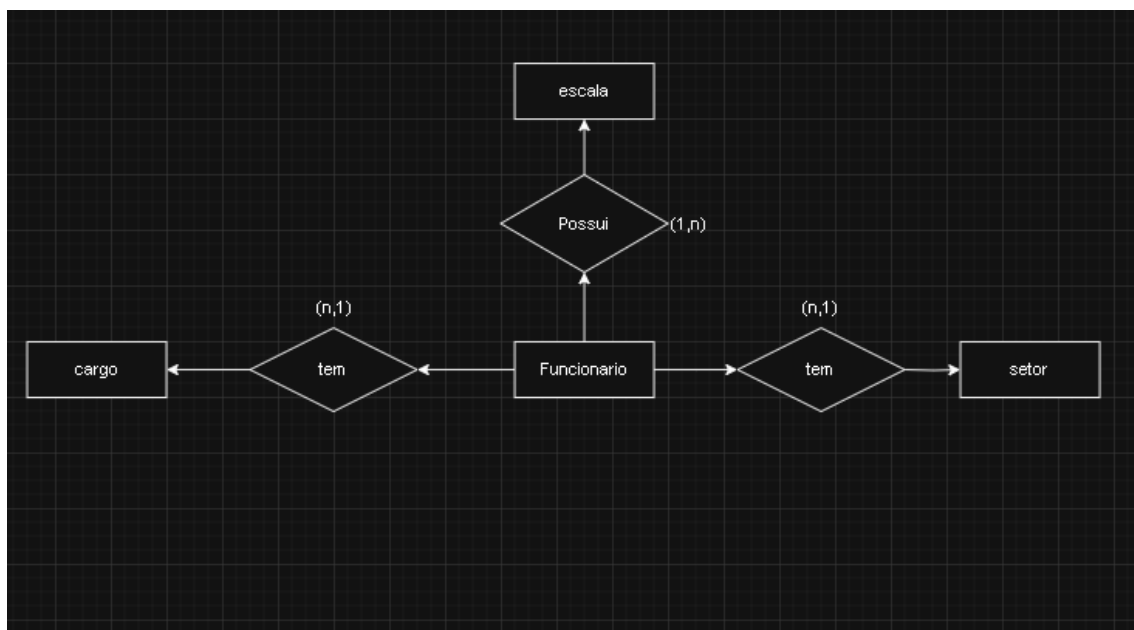 escala
Possui
(1,n)
(n,1)
(n,1)
cargo
tem
Funcionario
tem
setor